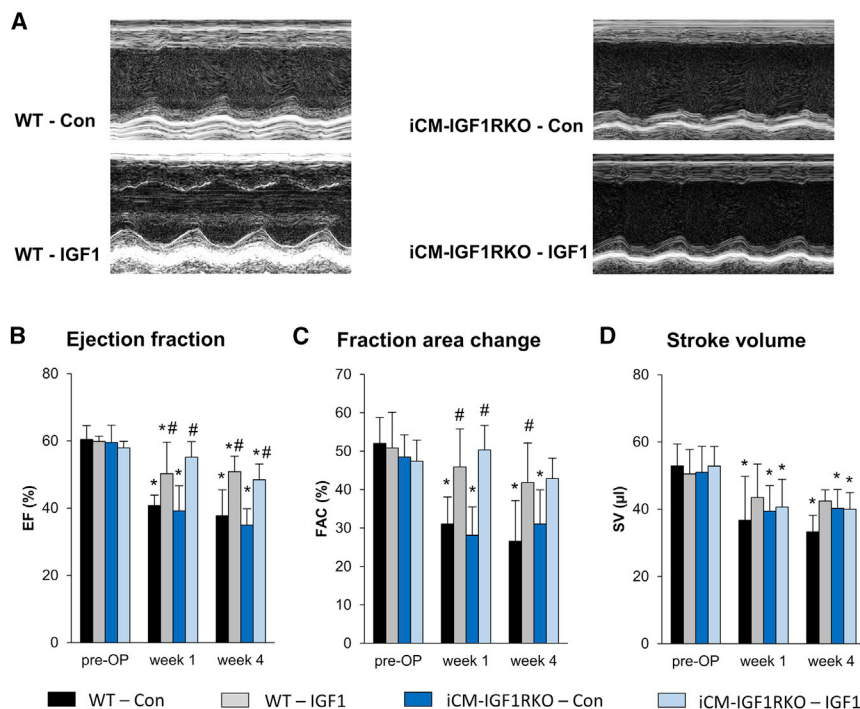 A
WT - Con
iCM-IGF1RKO - Con
WT - IGF1
iCM-IGF1RKO - IGF1
B Ejection fraction
80
60
40
20
0
EF (%)
* * *# * #
* *# * *#
pre-OP week 1 week 4
C Fraction area change
70
60
50
40
30
20
10
0
FAC (%)
* # * #
* # *
pre-OP week 1 week 4
D Stroke volume
80
60
40
20
0
SV (µl)
* * *
* * *
pre-OP week 1 week 4
WT – Con
WT – IGF1
iCM-IGF1RKO – Con
iCM-IGF1RKO – IGF1